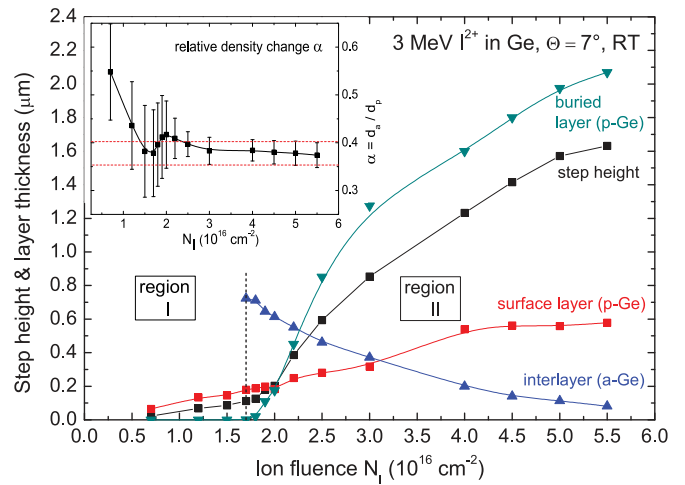 3 MeV I²⁺ in Ge, Θ = 7°, RT
relative density change α
α = dₐ / dₚ
0.6
0.5
0.4
0.3
1 2 3 4 5 6
N_I (10¹⁶ cm⁻²)
buried
layer (p-Ge)
step height
region
I
region
II
surface layer (p-Ge)
interlayer (a-Ge)
Step height & layer thickness (μm)
2.4
2.2
2.0
1.8
1.6
1.4
1.2
1.0
0.8
0.6
0.4
0.2
0.0
0.0 0.5 1.0 1.5 2.0 2.5 3.0 3.5 4.0 4.5 5.0 5.5 6.0
Ion fluence N_I (10¹⁶ cm⁻²)